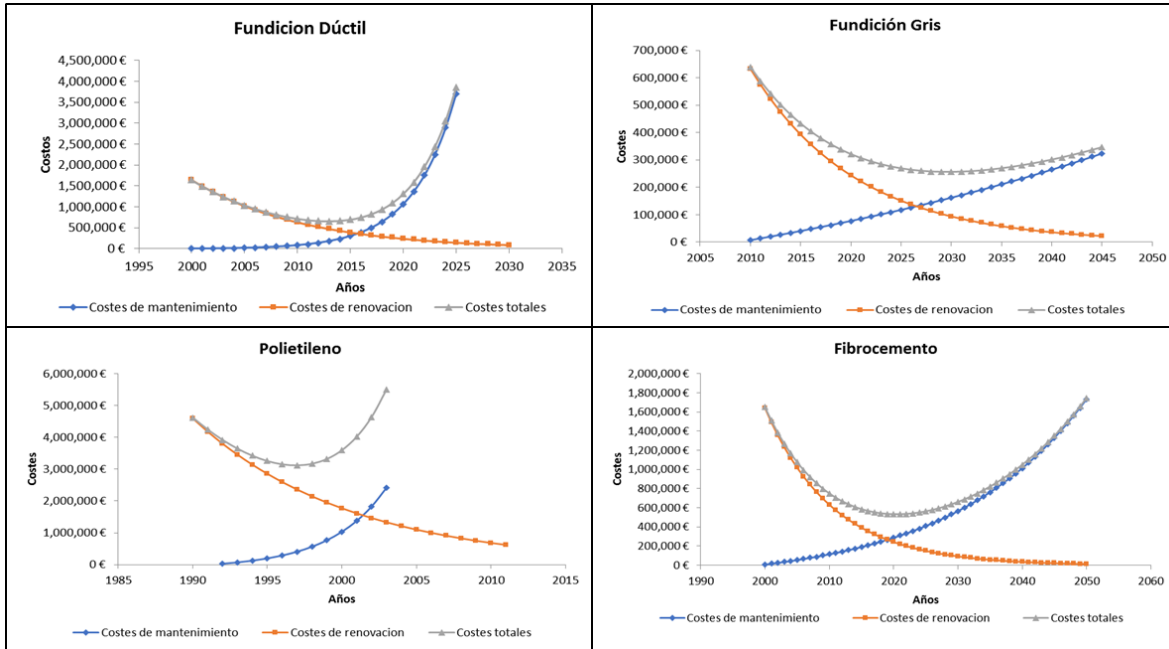 Fundicion Dúctil
4,500,000 €
4,000,000 €
3,500,000 €
3,000,000 €
2,500,000 €
2,000,000 €
1,500,000 €
1,000,000 €
500,000 €
0 €
Costos
1995 2000 2005 2010 2015 2020 2025 2030 2035
Años
Costes de mantenimiento Costes de renovacion Costes totales
Fundición Gris
700,000 €
600,000 €
500,000 €
400,000 €
300,000 €
200,000 €
100,000 €
0 €
Costes
2005 2010 2015 2020 2025 2030 2035 2040 2045 2050
Años
Costes de mantenimiento Costes de renovacion Costes totales
Polietileno
6,000,000 €
5,000,000 €
4,000,000 €
3,000,000 €
2,000,000 €
1,000,000 €
0 €
Costes
1985 1990 1995 2000 2005 2010 2015
Años
Costes de mantenimiento Costes de renovacion Costes totales
Fibrocemento
2,000,000 €
1,800,000 €
1,600,000 €
1,400,000 €
1,200,000 €
1,000,000 €
800,000 €
600,000 €
400,000 €
200,000 €
0 €
Costes
1990 2000 2010 2020 2030 2040 2050 2060
Años
Costes de mantenimiento Costes de renovacion Costes totales